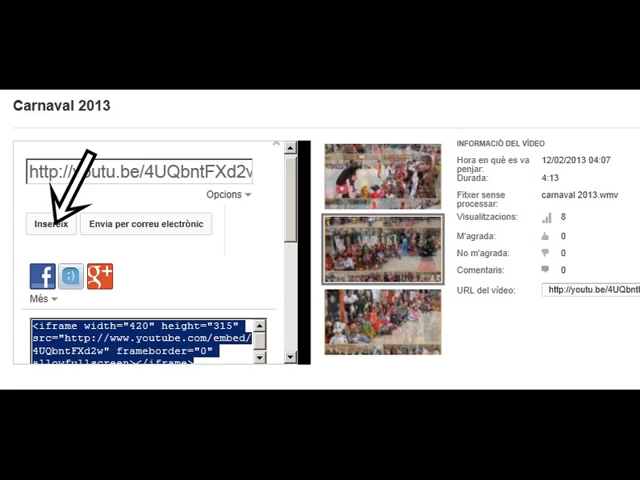 Carnaval 2013
http://youtu.be/4UQbntFXd2w
Opcions
Insereix
Envia per correu electrònic
Més
<iframe width="420" height="315"
src="http://www.youtube.com/embed/
4UQbntFXd2w" frameborder="0"
allowfullscreen></iframe>
INFORMACIÓ DEL VÍDEO
Hora en què es va penjar: 12/02/2013 04:07
Durada: 4:13
Fitxer sense processar: carnaval 2013.wmv
Visualitzacions: 8
M'agrada: 0
No m'agrada: 0
Comentaris: 0
URL del vídeo: http://youtu.be/4UQbntF